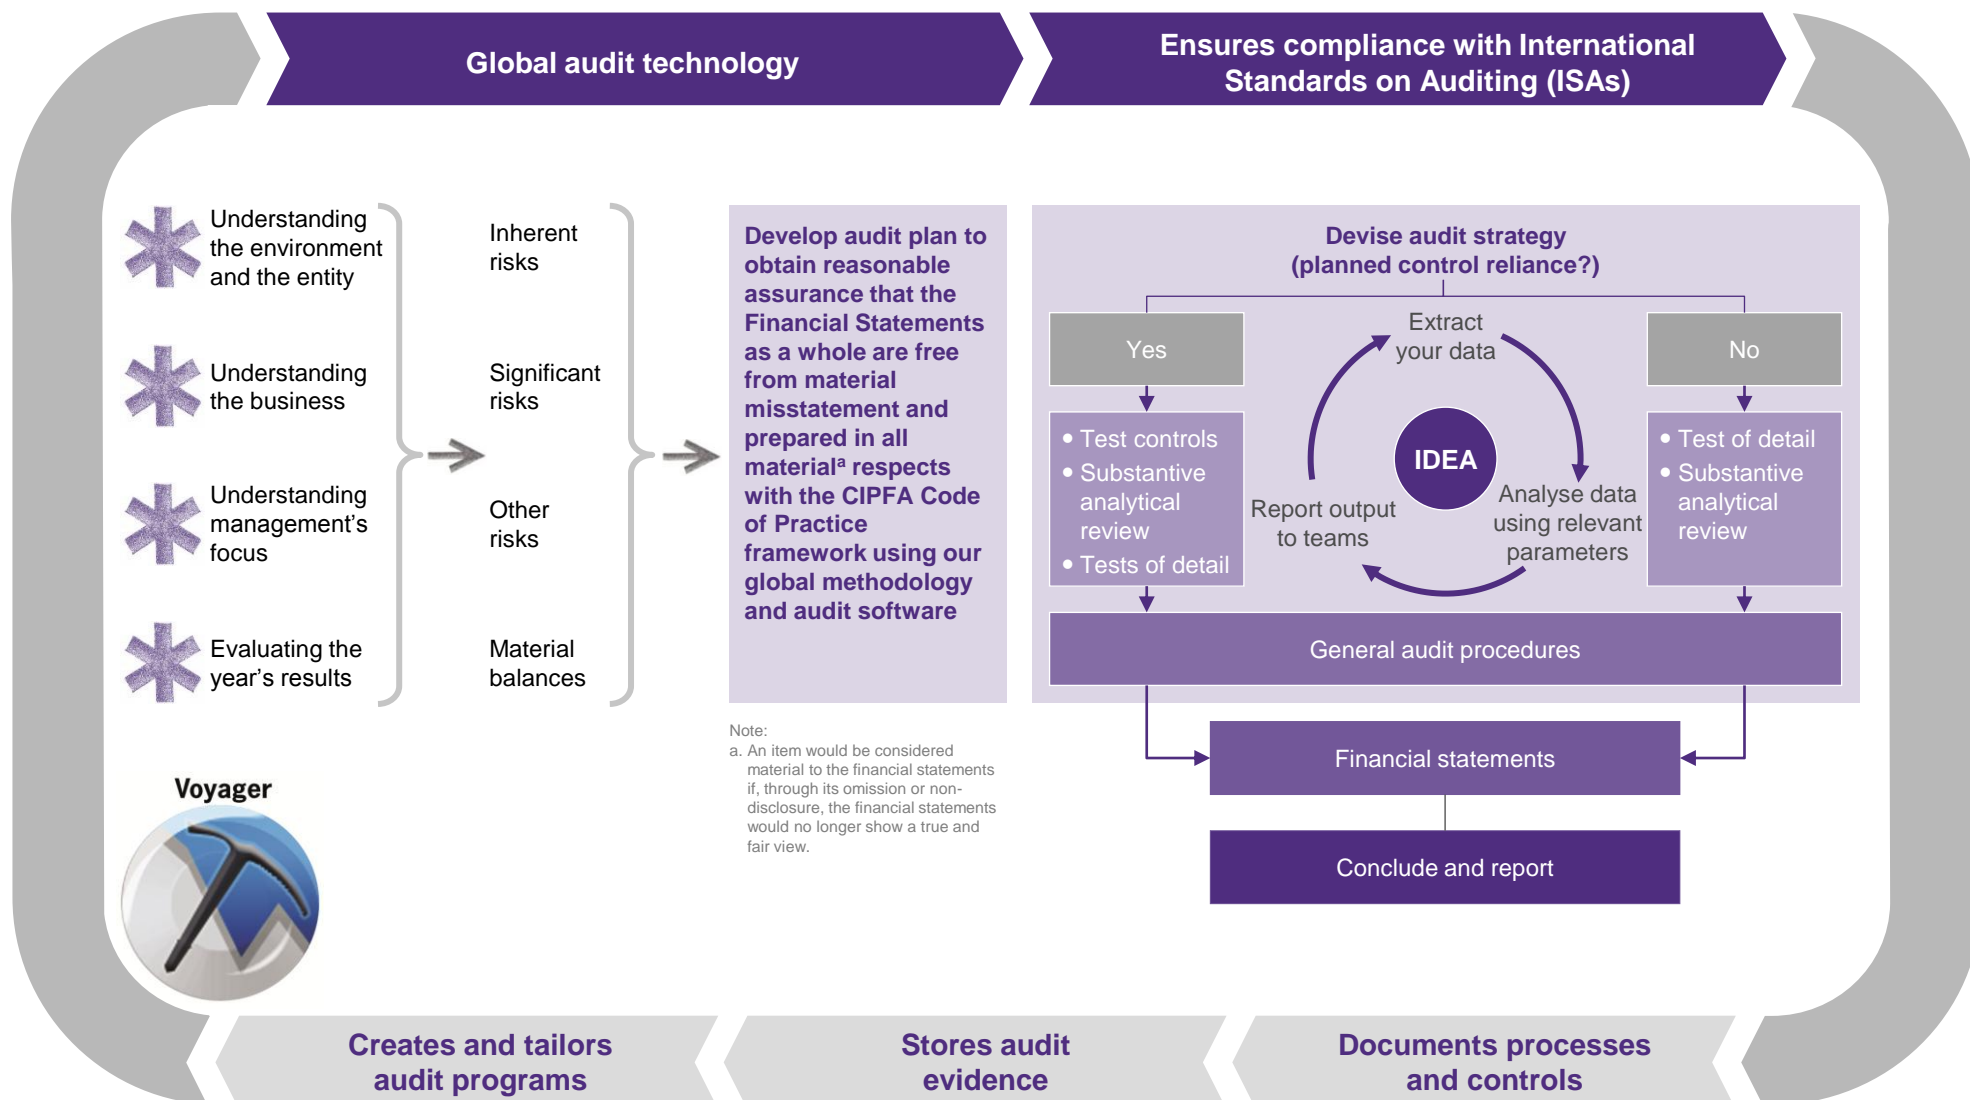 Global audit technology
Ensures compliance with International
Standards on Auditing (ISAs)
Understanding
the environment
and the entity
Understanding
the business
Understanding
management’s
focus
Evaluating the
year’s results
Inherent
risks
Significant
risks
Other
risks
Material
balances
Develop audit plan to
obtain reasonable
assurance that the
Financial Statements
as a whole are free
from material
misstatement and
prepared in all
materialᵃ respects
with the CIPFA Code
of Practice
framework using our
global methodology
and audit software
Note:
a. An item would be considered
material to the financial statements
if, through its omission or non-
disclosure, the financial statements
would no longer show a true and
fair view.
Devise audit strategy
(planned control reliance?)
Yes
• Test controls
• Substantive
analytical
review
• Tests of detail
Extract
your data
IDEA
Analyse data
using relevant
parameters
Report output
to teams
No
• Test of detail
• Substantive
analytical
review
General audit procedures
Financial statements
Conclude and report
Voyager
Creates and tailors
audit programs
Stores audit
evidence
Documents processes
and controls